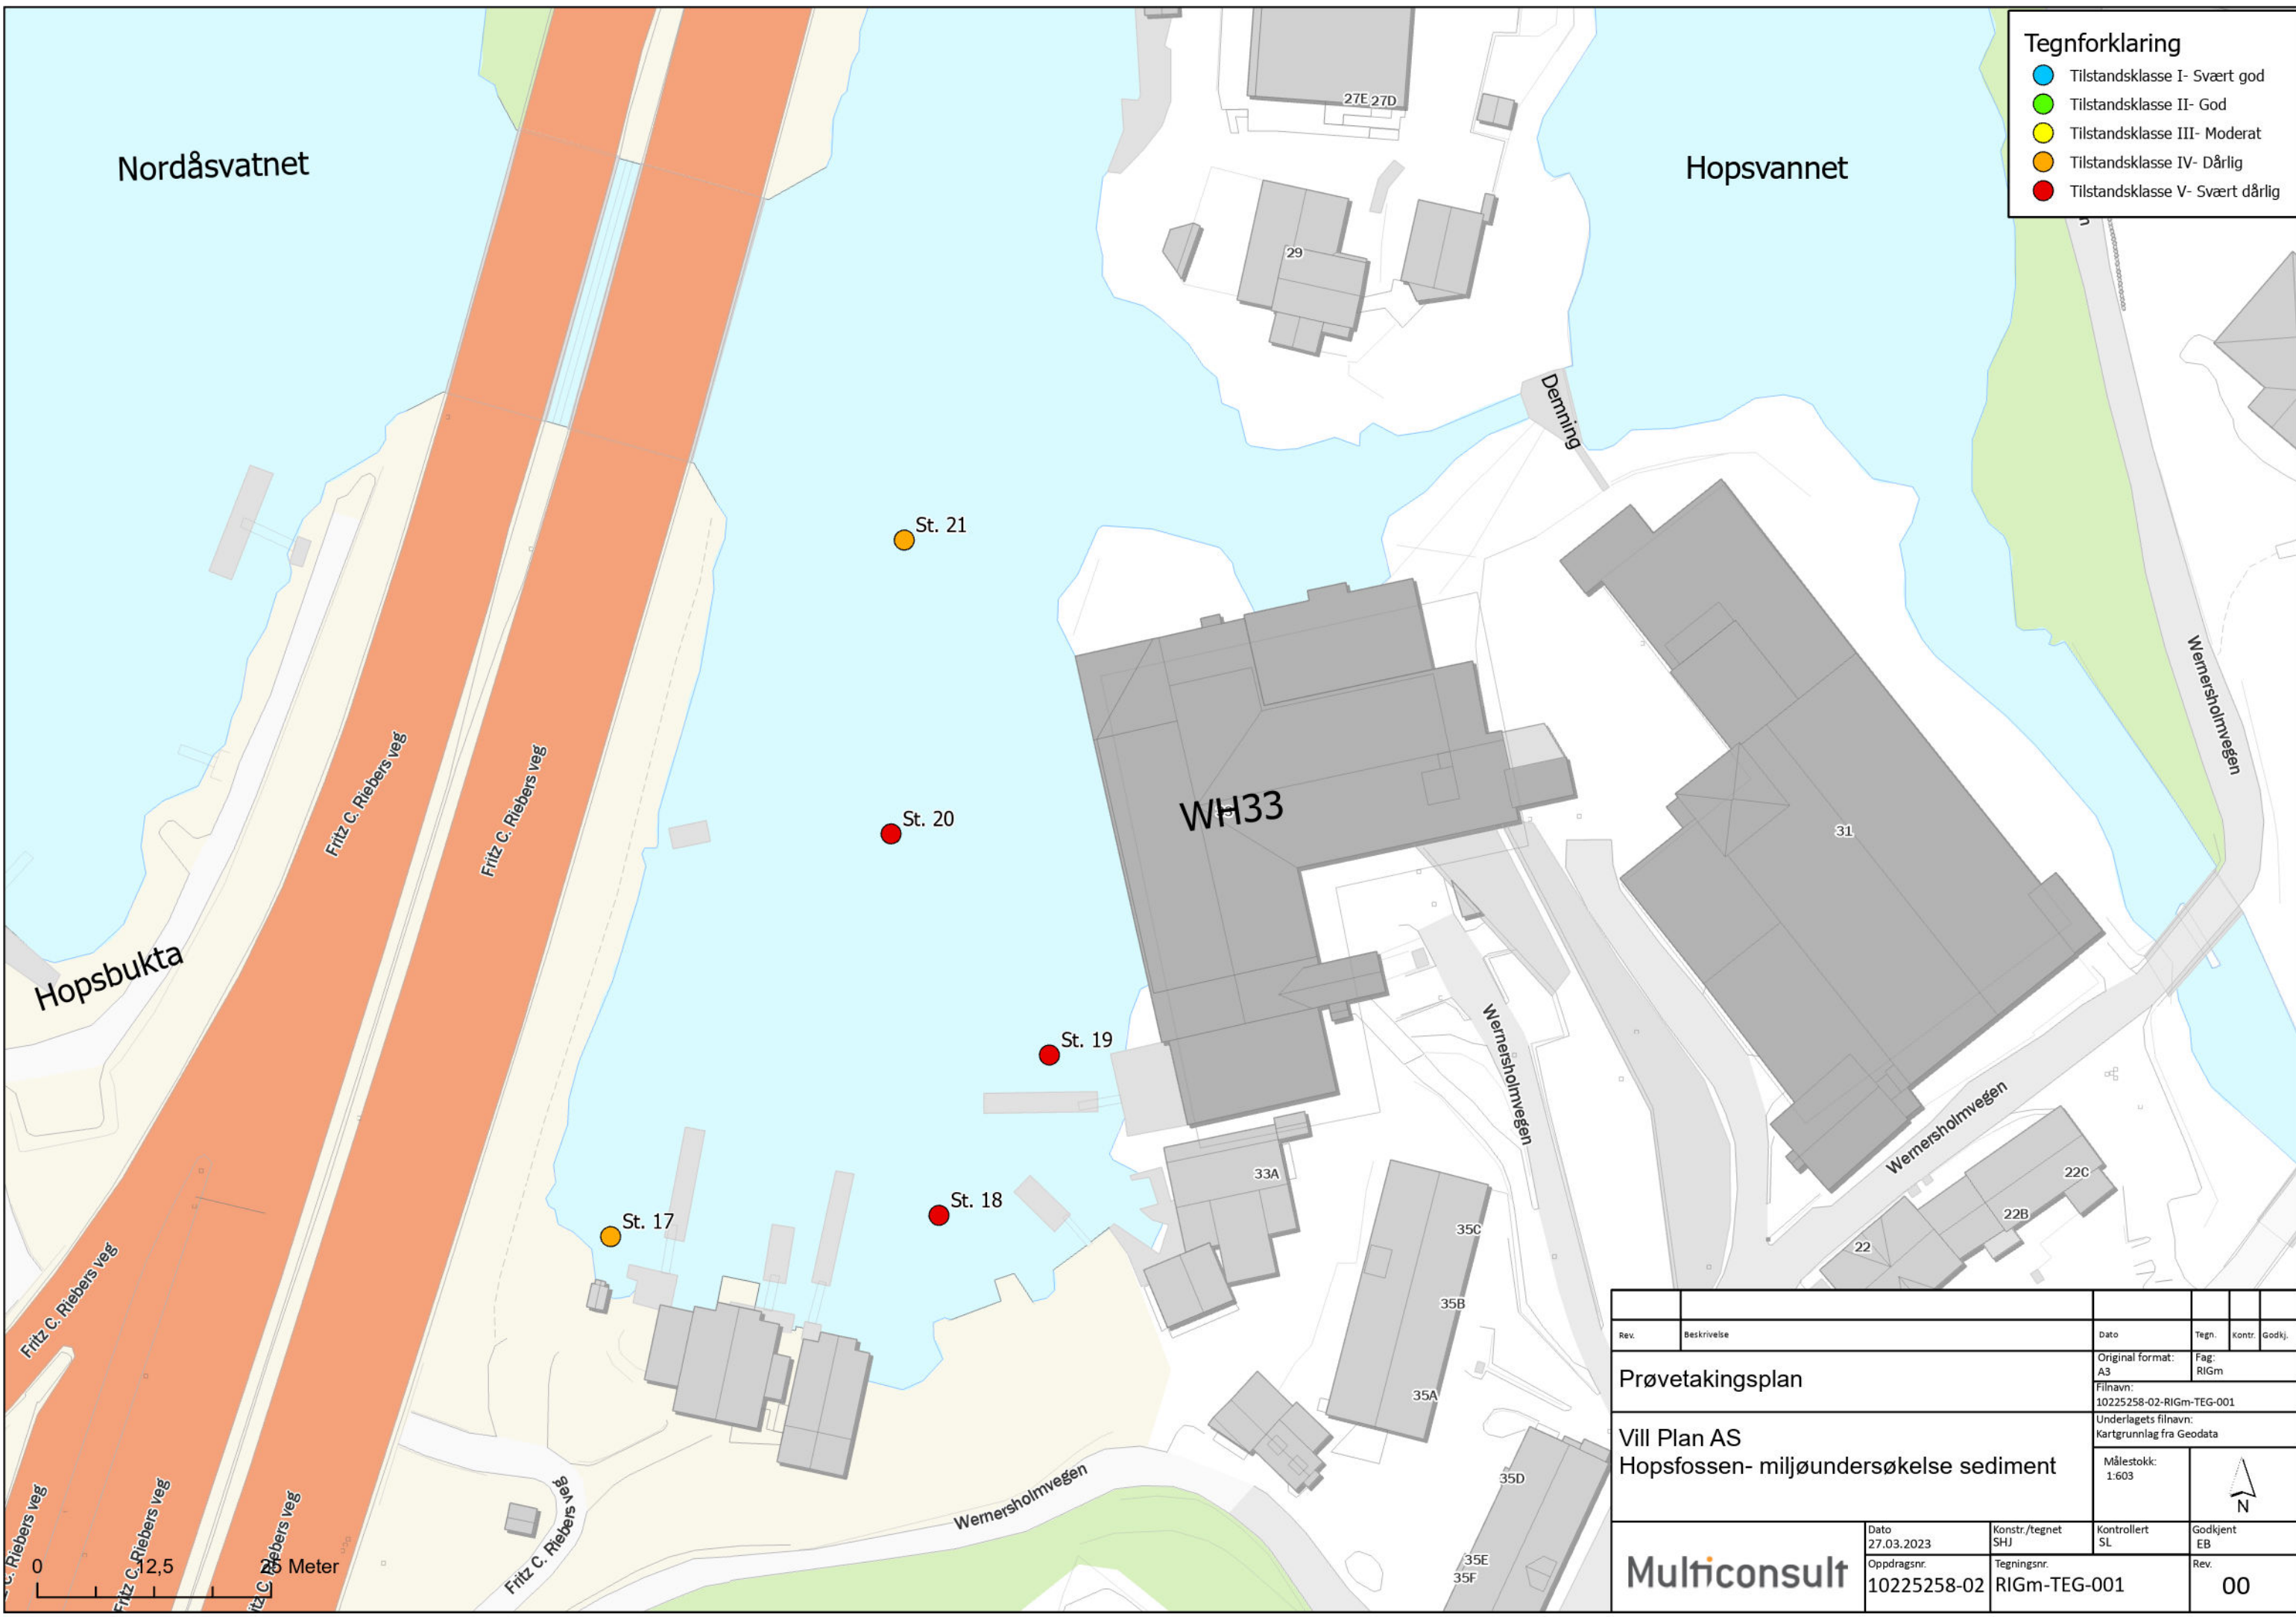 Tegnforklaring
Tilstandsklasse I- Svært god
Tilstandsklasse II- God
Tilstandsklasse III- Moderat
Tilstandsklasse IV- Dårlig
Tilstandsklasse V- Svært dårlig
Nordåsvatnet
Hopsvannet
27E 27D
29
Demning
St. 21
Wernersholmvegen
Fritz C. Riebers veg
Fritz C. Riebers veg
St. 20
WH33
31
Hopsbukta
St. 19
Wernersholmvegen
Wernersholmvegen
33A
22C
St. 18
St. 17
35C
22B
22
Fritz C. Riebers veg
35B
35A
35D
Wernersholmvegen
Fritz C. Riebers veg
C. Riebers veg
Fritz C. Riebers veg
itz C. Riebers veg
35E
35F
0 12,5 25 Meter
Rev. Beskrivelse Dato Tegn. Kontr. Godkj.
Prøvetakingsplan
Original format:
A3
Fag:
RIGm
Filnavn:
10225258-02-RIGm-TEG-001
Vill Plan AS
Hopsfossen- miljøundersøkelse sediment
Underlagets filnavn:
Kartgrunnlag fra Geodata
Målestokk:
1:603
N
Multiconsult
Dato
27.03.2023
Konstr./tegnet
SHJ
Kontrollert
SL
Godkjent
EB
Oppdragsnr.
10225258-02
Tegningsnr.
RIGm-TEG-001
Rev.
00